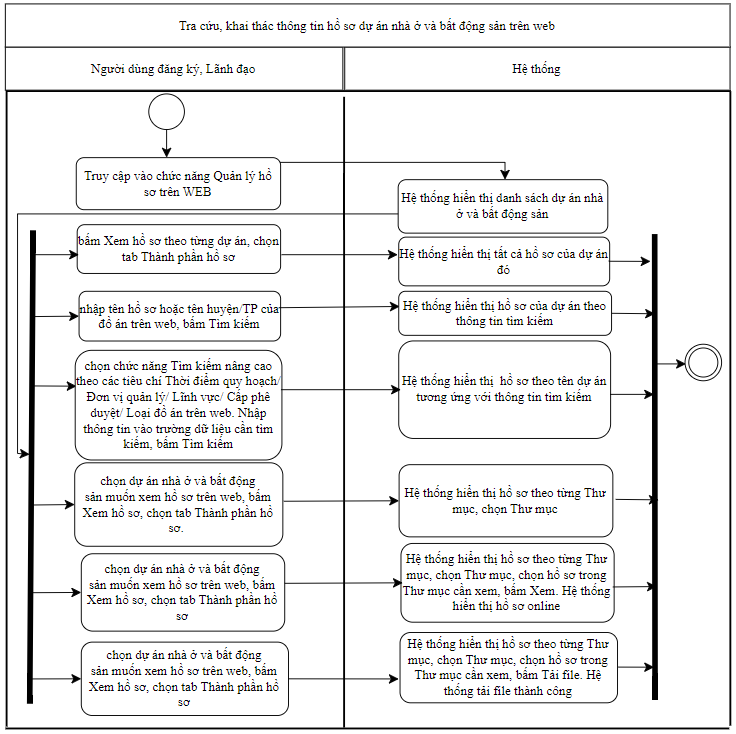 Tra cứu, khai thác thông tin hồ sơ dự án nhà ở và bất động sản trên web
Người dùng đăng ký, Lãnh đạo
Hệ thống
Truy cập vào chức năng Quản lý hồ
sơ trên WEB
Hệ thống hiển thị danh sách dự án nhà
ở và bất động sản
bấm Xem hồ sơ theo từng dự án, chọn
tab Thành phần hồ sơ
Hệ thống hiển thị tất cả hồ sơ của dự án
đó
nhập tên hồ sơ hoặc tên huyện/TP của
đồ án trên web, bấm Tìm kiếm
Hệ thống hiển thị hồ sơ của dự án theo
thông tin tìm kiếm
chọn chức năng Tìm kiếm nâng cao
theo các tiêu chí Thời điểm quy hoạch/
Đơn vị quản lý/ Lĩnh vực/ Cấp phê
duyệt/ Loại đồ án trên web. Nhập
thông tin vào trường dữ liệu cần tìm
kiếm, bấm Tìm kiếm
Hệ thống hiển thị hồ sơ theo tên dự án
tương ứng với thông tin tìm kiếm
chọn dự án nhà ở và bất động
sản muốn xem hồ sơ trên web, bấm
Xem hồ sơ, chọn tab Thành phần hồ
sơ.
Hệ thống hiển thị hồ sơ theo từng Thư
mục, chọn Thư mục
chọn dự án nhà ở và bất động
sản muốn xem hồ sơ trên web, bấm
Xem hồ sơ, chọn tab Thành phần hồ
sơ
Hệ thống hiển thị hồ sơ theo từng Thư
mục, chọn Thư mục, chọn hồ sơ trong
Thư mục cần xem, bấm Xem. Hệ thống
hiển thị hồ sơ online
chọn dự án nhà ở và bất động
sản muốn xem hồ sơ trên web, bấm
Xem hồ sơ, chọn tab Thành phần hồ
sơ
Hệ thống hiển thị hồ sơ theo từng Thư
mục, chọn Thư mục, chọn hồ sơ trong
Thư mục cần xem, bấm Tải file. Hệ
thống tải file thành công